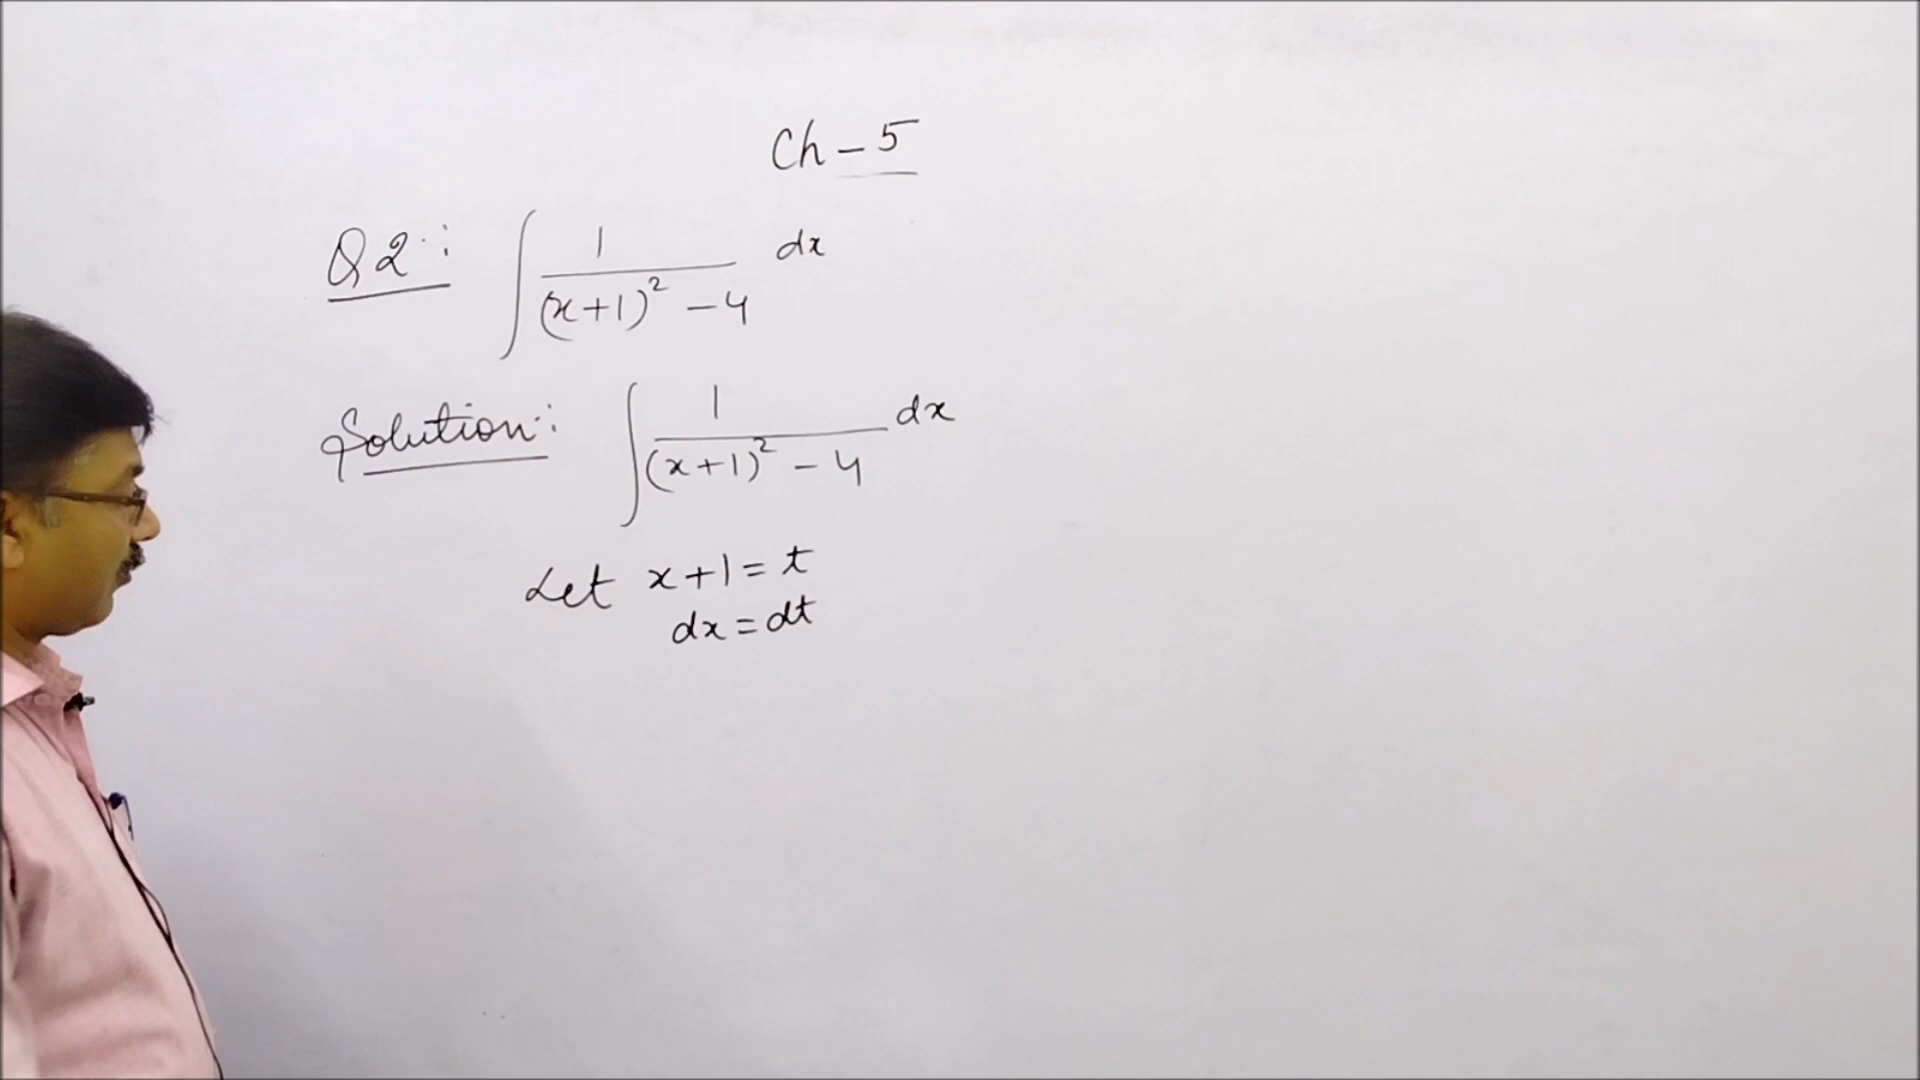 Ch - 5
Q2: ∫ 1/((x+1)² - 4) dx
Solution: ∫ 1/((x+1)² - 4) dx
Let x+1 = t
dx = dt